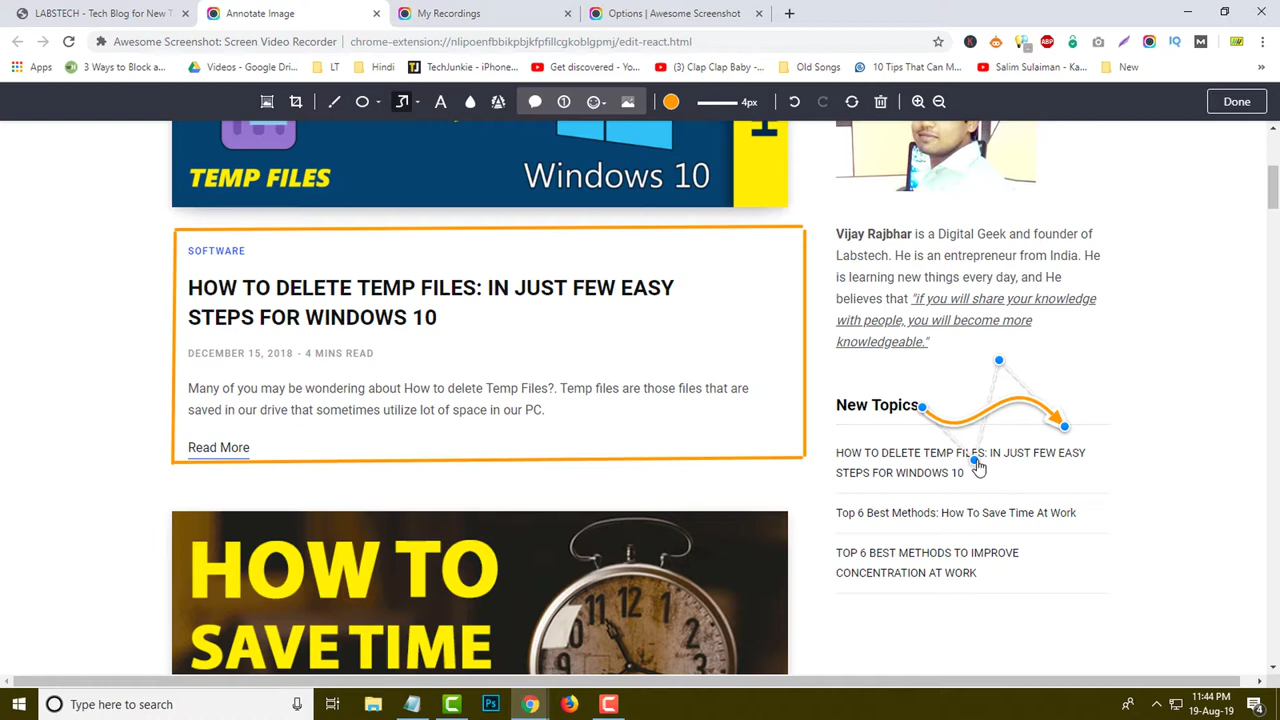 LABSTECH - Tech Blog for New T
Annotate Image
My Recordings
Options | Awesome Screenshot
Awesome Screenshot: Screen Video Recorder
chrome-extension://nlipoenfbbikpbjkfpfillcgkoblgpmj/edit-react.html
Apps
3 Ways to Block a...
Videos - Google Dri...
LT
Hindi
TechJunkie - iPhone...
Get discovered - Yo...
(3) Clap Clap Baby -...
Old Songs
10 Tips That Can M...
Salim Sulaiman - Ka...
New
4px
Done
TEMP FILES
Windows 10
SOFTWARE
HOW TO DELETE TEMP FILES: IN JUST FEW EASY
STEPS FOR WINDOWS 10
DECEMBER 15, 2018 - 4 MINS READ
Many of you may be wondering about How to delete Temp Files?. Temp files are those files that are
saved in our drive that sometimes utilize lot of space in our PC.
Read More
HOW TO
SAVE TIME
Vijay Rajbhar is a Digital Geek and founder of
Labstech. He is an entrepreneur from India. He
is learning new things every day, and He
believes that "if you will share your knowledge
with people, you will become more
knowledgeable."
New Topics
HOW TO DELETE TEMP FILES: IN JUST FEW EASY
STEPS FOR WINDOWS 10
Top 6 Best Methods: How To Save Time At Work
TOP 6 BEST METHODS TO IMPROVE
CONCENTRATION AT WORK
Type here to search
11:44 PM
19-Aug-19